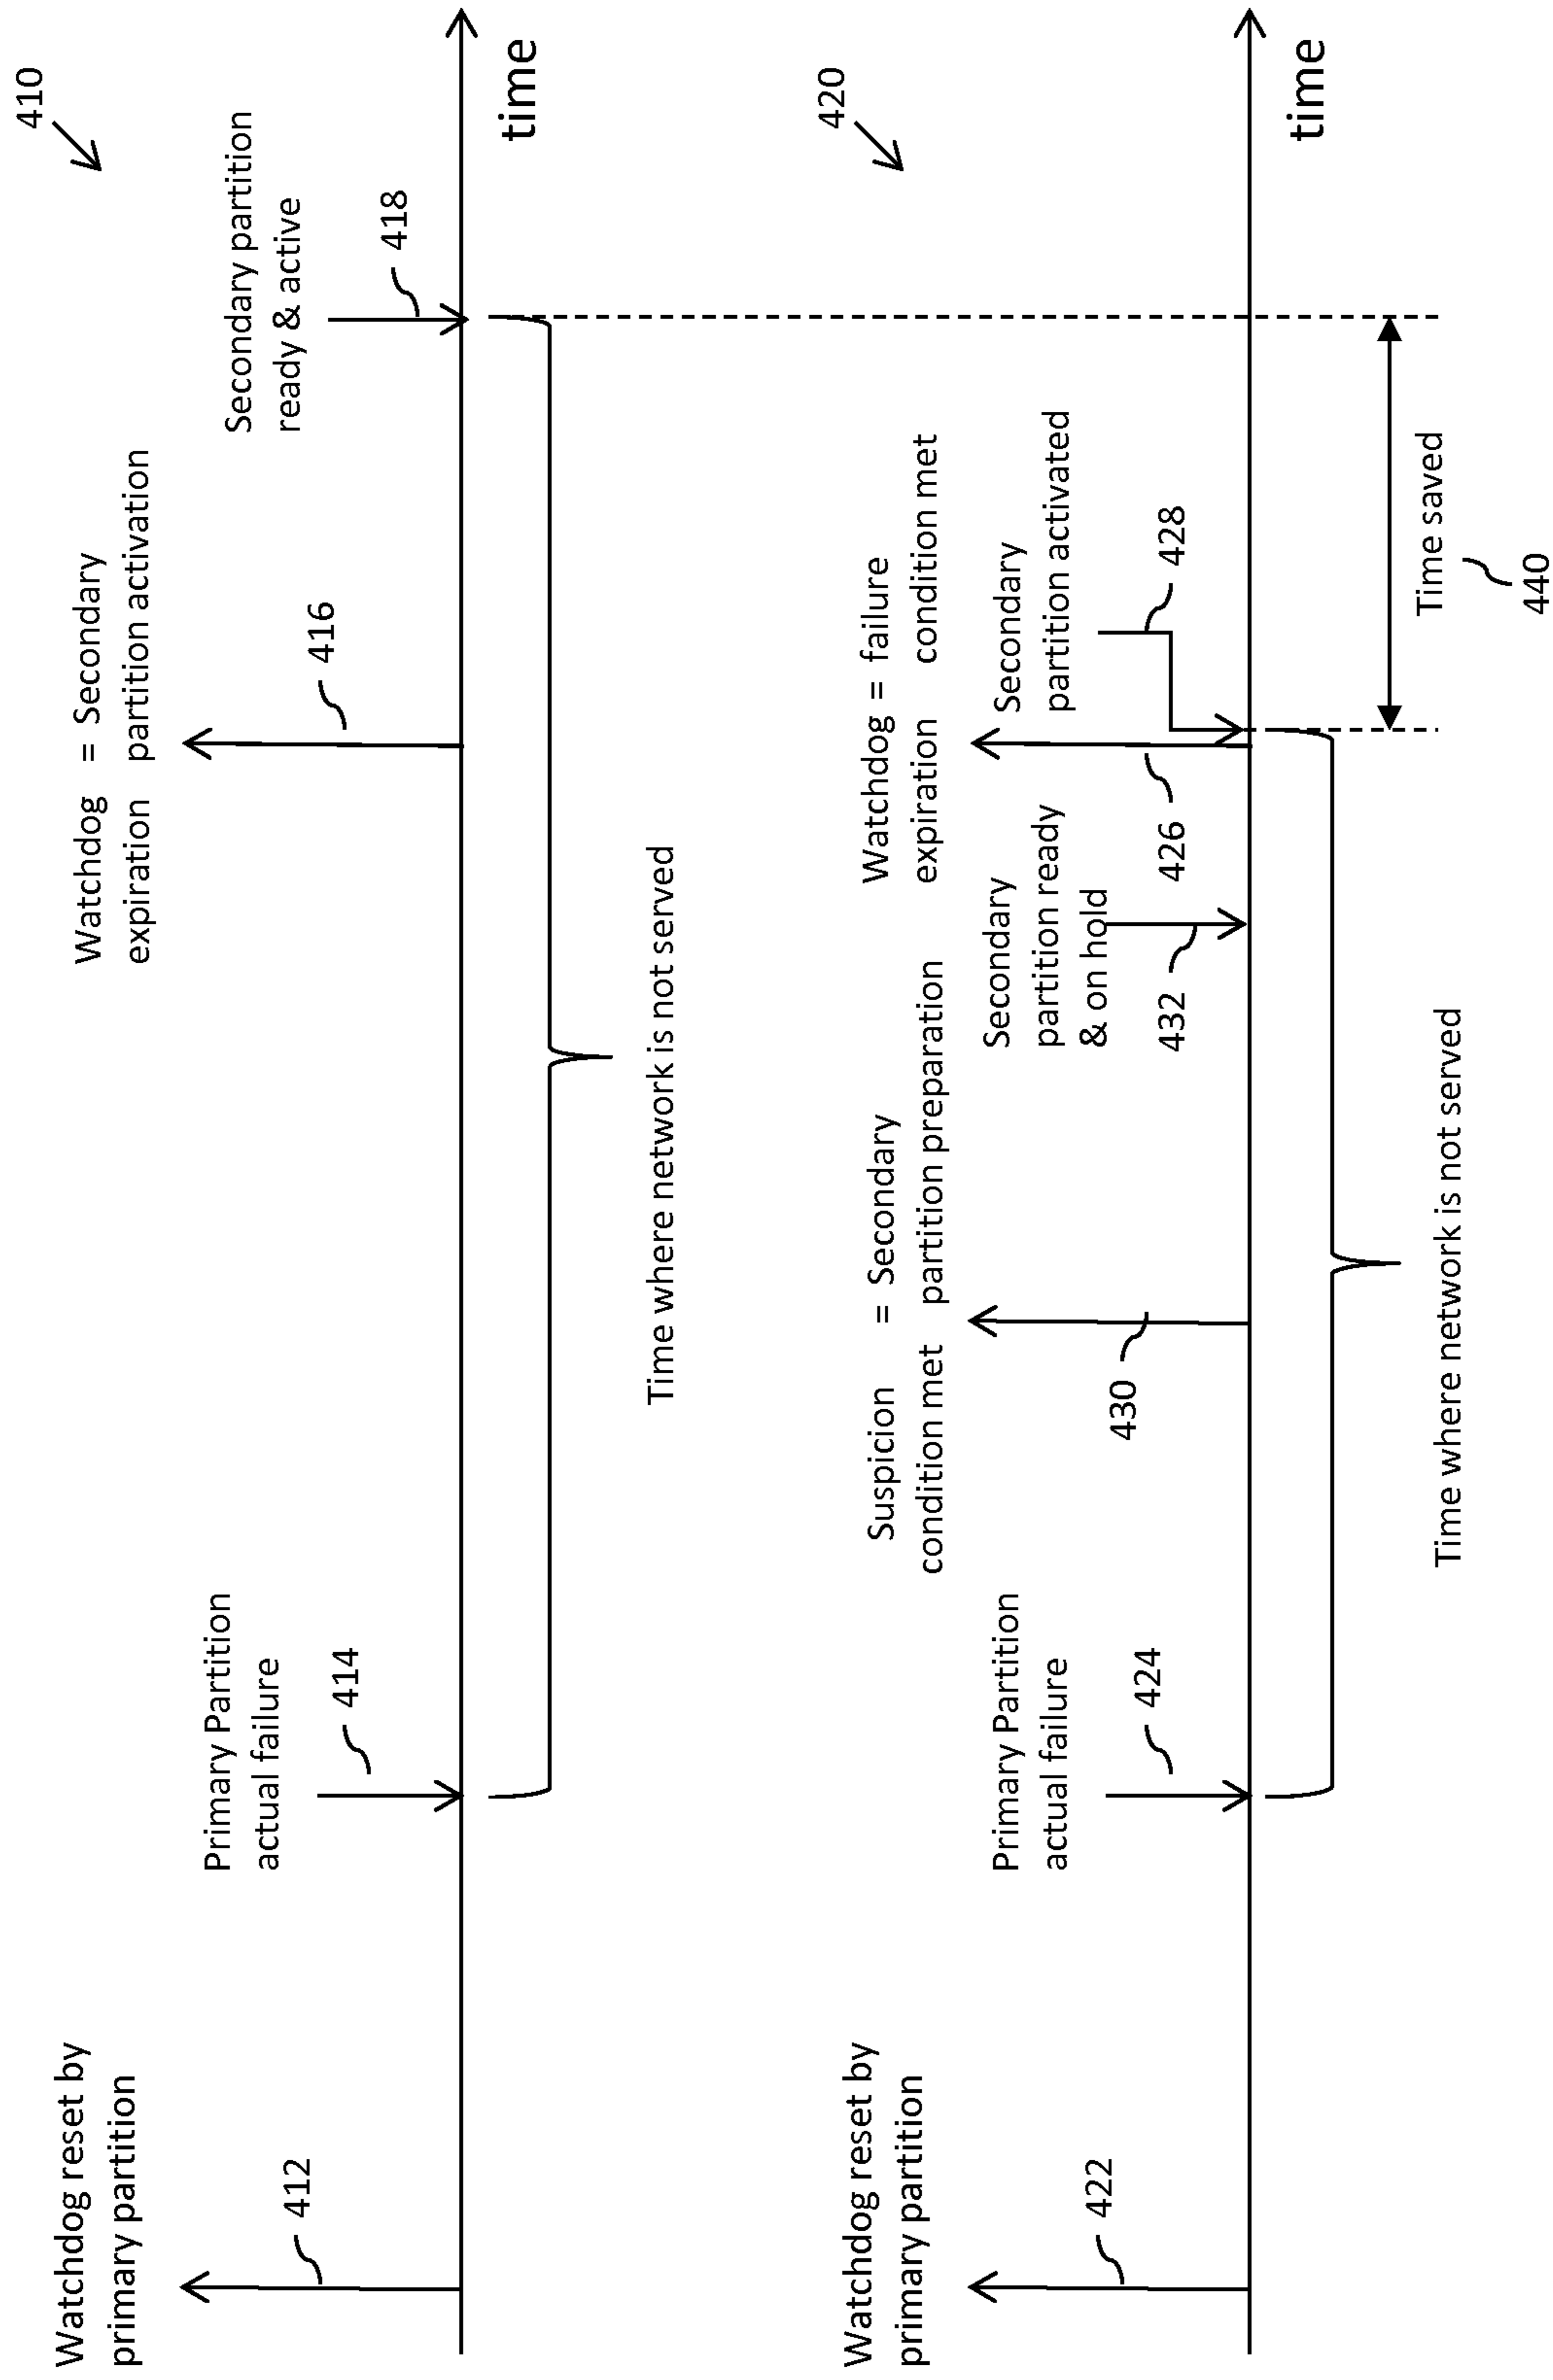 410
Watchdog = Secondary
expiration partition activation
Watchdog reset by
primary partition
412
Primary Partition
actual failure
414
416
Secondary partition
ready & active
418
time
Time where network is not served
420
Watchdog reset by
primary partition
422
Primary Partition
actual failure
424
Suspicion = Secondary
condition met partition preparation
430
Secondary
partition ready
& on hold
432
Watchdog = failure
expiration condition met
426
Secondary
partition activated
428
time
Time where network is not served
Time saved
440